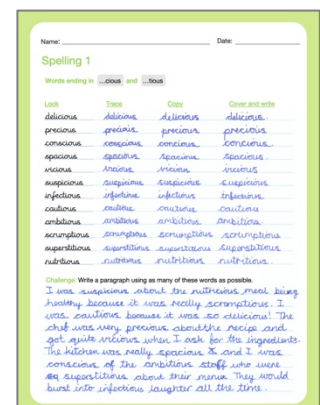 Name: Date:
Spelling 1
Words ending in ...cious and ...tious
Look Trace Copy Cover and write
delicious delicious delicious delicious.
precious precious precious precious
conscious conscious concious concious.
spacious spacious spacious spacious.
vicious vicious vicious vicious
suspicious suspicious suspicious suspicious
infectious infectious infectious infectious.
cautious cautious cautious cautious
ambitious ambitious ambitious ambitious.
scrumptious scrumptious scrumptious scrumptious
superstitious superstitious superstitious superstitious.
nutritious nutritious nutritious nutritious.
Challenge Write a paragraph using as many of these words as possible.
I was suspicious about the nutricious meal being
healthy because it was really scrumptious. I
was cautious because it was so delicious! The
chef was very precious about the recipe and
got quite vicious when I ask for the ingredients.
The kitchen was really spacious and I was
conscious of the ambitious staff who were
superstitious about their menu. They would
burst into infectious laughter all the time.